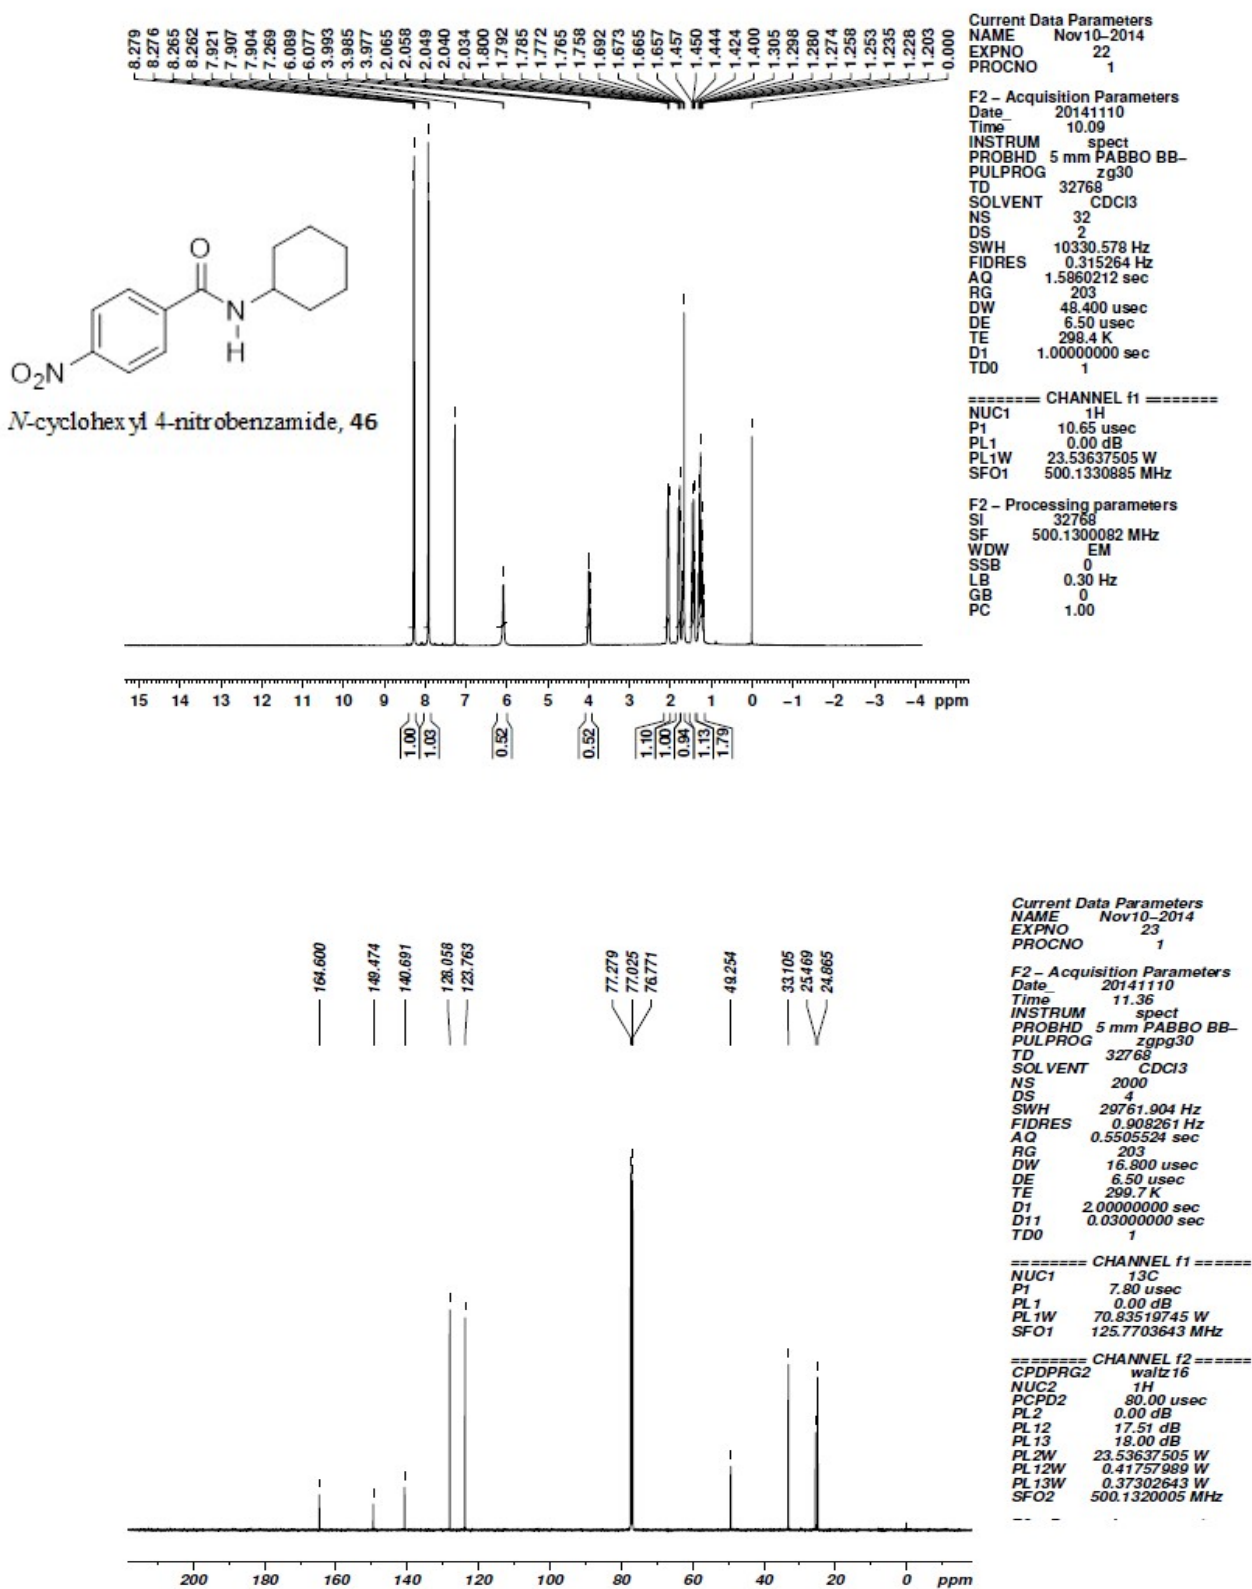 8.279
8.276
8.265
8.262
7.921
7.907
7.904
7.269
6.089
6.077
3.993
3.985
3.977
2.065
2.058
2.049
2.040
2.034
1.800
1.792
1.785
1.772
1.765
1.758
1.692
1.673
1.665
1.657
1.457
1.450
1.444
1.424
1.400
1.305
1.298
1.280
1.274
1.258
1.253
1.235
1.228
1.203
0.000
Current Data Parameters
NAME Nov10-2014
EXPNO 22
PROCNO 1
F2 - Acquisition Parameters
Date_ 20141110
Time 10.09
INSTRUM spect
PROBHD 5 mm PABBO BB-
PULPROG zg30
TD 32768
SOLVENT CDCl3
NS 32
DS 2
SWH 10330.578 Hz
FIDRES 0.315264 Hz
AQ 1.5860212 sec
RG 203
DW 48.400 usec
DE 6.50 usec
TE 298.4 K
D1 1.00000000 sec
TD0 1
======== CHANNEL f1 ========
NUC1 1H
P1 10.65 usec
PL1 0.00 dB
PL1W 23.53637505 W
SFO1 500.1330885 MHz
F2 - Processing parameters
SI 32768
SF 500.1300082 MHz
WDW EM
SSB 0
LB 0.30 Hz
GB 0
PC 1.00
O
N
H
O2N
N-cyclohexyl 4-nitrobenzamide, 46
15 14 13 12 11 10 9 8 7 6 5 4 3 2 1 0 -1 -2 -3 -4 ppm
1.00
1.03
0.52
0.52
1.10
1.00
0.94
1.13
1.79
164.600
149.474
140.691
128.058
123.763
77.279
77.025
76.771
49.254
33.105
25.469
24.865
Current Data Parameters
NAME Nov10-2014
EXPNO 23
PROCNO 1
F2 - Acquisition Parameters
Date_ 20141110
Time 11.36
INSTRUM spect
PROBHD 5 mm PABBO BB-
PULPROG zgpg30
TD 32768
SOLVENT CDCl3
NS 2000
DS 4
SWH 29761.904 Hz
FIDRES 0.908261 Hz
AQ 0.5505524 sec
RG 203
DW 16.800 usec
DE 6.50 usec
TE 299.7 K
D1 2.00000000 sec
D11 0.03000000 sec
TD0 1
======== CHANNEL f1 ======
NUC1 13C
P1 7.80 usec
PL1 0.00 dB
PL1W 70.83519745 W
SFO1 125.7703643 MHz
======== CHANNEL f2 ======
CPDPRG2 waltz16
NUC2 1H
PCPD2 80.00 usec
PL2 0.00 dB
PL12 17.51 dB
PL13 18.00 dB
PL2W 23.53637505 W
PL12W 0.41757989 W
PL13W 0.37302643 W
SFO2 500.1320005 MHz
200 180 160 140 120 100 80 60 40 20 0 ppm